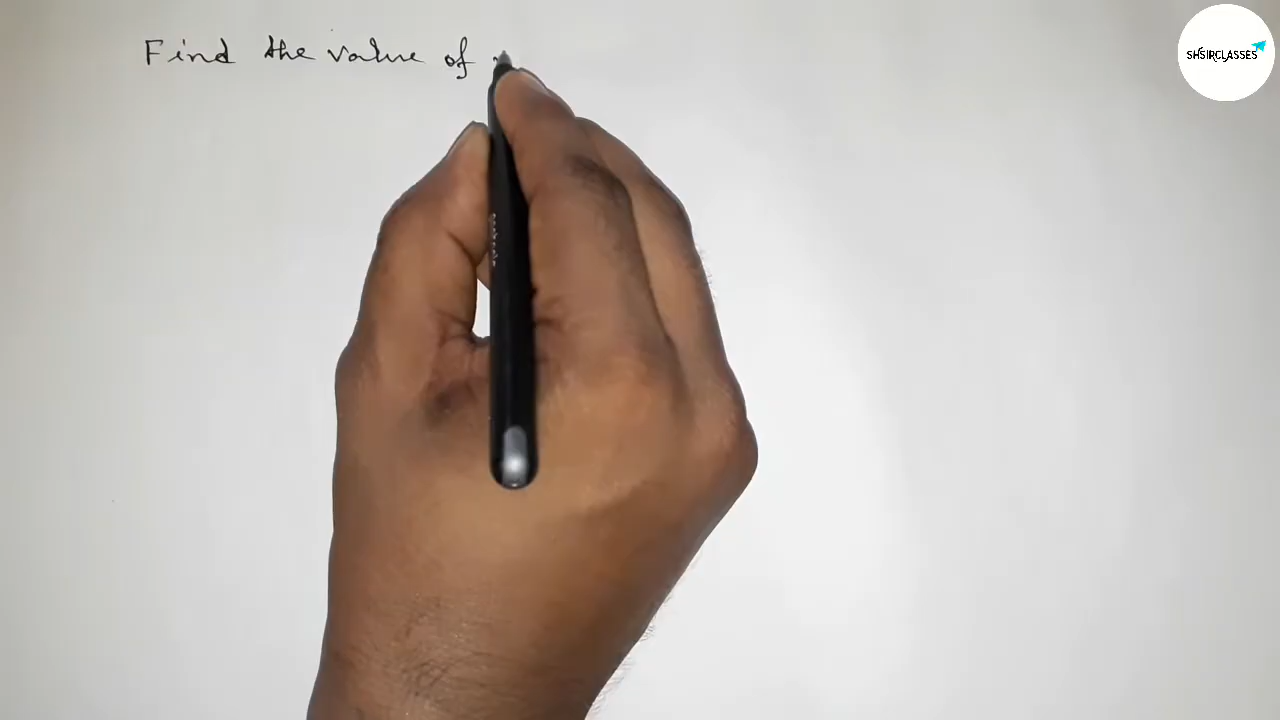 Find the value of
SHSIRCLASSES